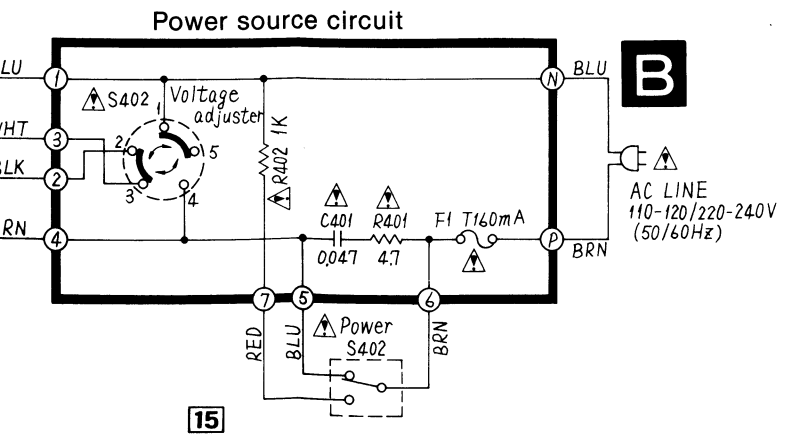 Power source circuit
LU
1
S402
Voltage
adjuster
N
BLU
B
1
2
5
3
4
HT
3
LK
2
RN
4
R402 1K
C401
0.047
R401
4.7
F1 T160mA
P
BRN
AC LINE
110-120/220-240V
(50/60Hz)
7
5
6
RED
BLU
BRN
Power
S402
15